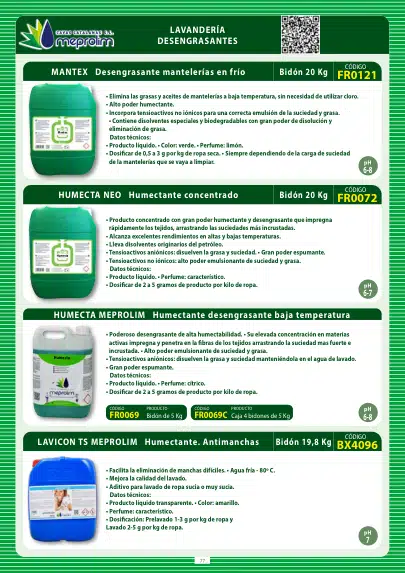 TAPAS CATALANAS S.L.
meprolim
LAVANDERÍA
DESENGRASANTES
MANTEX Desengrasante mantelerías en frío
Bidón 20 Kg
CÓDIGO
FR0121
• Elimina las grasas y aceites de mantelerías a baja temperatura, sin necesidad de utilizar cloro.
• Alto poder humectante.
• Incorpora tensioactivos no iónicos para una correcta emulsión de la suciedad y grasa.
• Contiene disolventes especiales y biodegradables con gran poder de disolución y
eliminación de grasa.
Datos técnicos:
• Producto líquido. • Color: verde. • Perfume: limón.
• Dosificar de 0,5 a 3 g por kg de ropa seca. • Siempre dependiendo de la carga de suciedad
de la mantelerías que se vaya a limpiar.
pH
6-8
HUMECTA NEO Humectante concentrado
Bidón 20 Kg
CÓDIGO
FR0072
• Producto concentrado con gran poder humectante y desengrasante que impregna
rápidamente los tejidos, arrastrando las suciedades más incrustadas.
• Alcanza excelentes rendimientos en altas y bajas temperaturas.
• Lleva disolventes originarios del petróleo.
• Tensioactivos aniónicos: disuelven la grasa y suciedad. • Gran poder espumante.
• Tensioactivos no iónicos: alto poder emulsionante de suciedad y grasa.
Datos técnicos:
• Producto líquido. • Perfume: característico.
• Dosificar de 2 a 5 gramos de producto por kilo de ropa.
pH
6-7
HUMECTA MEPROLIM Humectante desengrasante baja temperatura
• Poderoso desengrasante de alta humectabilidad. • Su elevada concentración en materias
activas impregna y penetra en la fibras de los tejidos arrastrando la suciedad mas fuerte e
incrustada. • Alto poder emulsionante de suciedad y grasa.
• Tensioactivos aniónicos: disuelven la grasa y suciedad manteniéndola en el agua de lavado.
• Gran poder espumante.
Datos técnicos:
• Producto líquido. • Perfume: cítrico.
• Dosificar de 2 a 5 gramos de producto por kilo de ropa.
meprolim
CÓDIGO
FR0069
PRODUCTO
Bidón de 5 Kg
CÓDIGO
FR0069C
PRODUCTO
Caja 4 bidones de 5 Kg
pH
6-8
LAVICON TS MEPROLIM Humectante. Antimanchas
Bidón 19,8 Kg
CÓDIGO
BX4096
• Facilita la eliminación de manchas difíciles. • Agua fría - 80º C.
• Mejora la calidad del lavado.
• Aditivo para lavado de ropa sucia o muy sucia.
Datos técnicos:
• Producto líquido transparente. • Color: amarillo.
• Perfume: característico.
• Dosificación: Prelavado 1-3 g por kg de ropa y
Lavado 2-5 g por kg de ropa.
pH
7
77